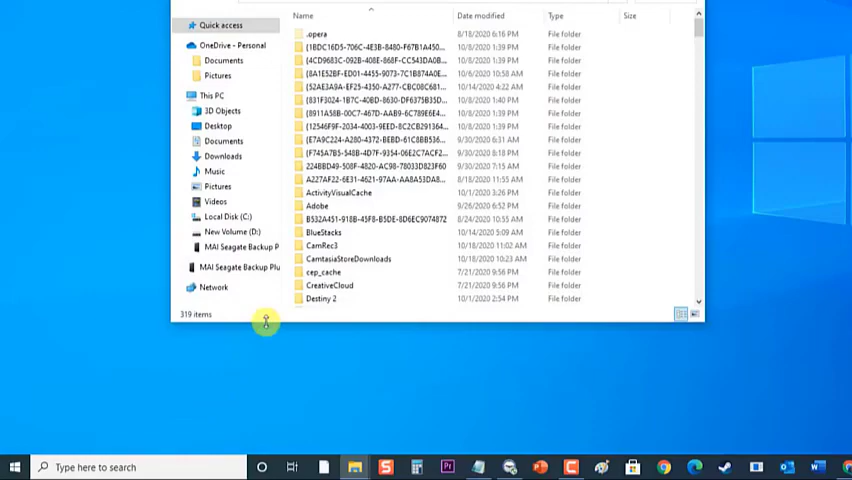 Name Date modified Type Size
Quick access
OneDrive - Personal
Documents
Pictures
This PC
3D Objects
Desktop
Documents
Downloads
Music
Pictures
Videos
Local Disk (C:)
New Volume (D:)
MAI Seagate Backup P
MAI Seagate Backup Plu
Network
.opera 8/18/2020 6:16 PM File folder
{1BDC16D5-706C-4E3B-8480-F67B1A450... 10/8/2020 1:39 PM File folder
{4CD9683C-092B-408E-868F-CC543DA0B... 10/8/2020 1:39 PM File folder
{8A1E52BF-ED01-4455-9073-7C1B874A0E... 10/6/2020 10:58 AM File folder
{52AE3A9A-EF25-4350-A277-CBC08C681... 10/14/2020 4:22 AM File folder
{831F3024-1B7C-40BD-8630-DF6375B35D... 10/8/2020 1:40 PM File folder
{8911A58B-00C7-467D-AAB9-6C789E6E4... 10/8/2020 1:39 PM File folder
{12546F9F-2034-4003-9EED-8C2CB291364... 10/8/2020 1:39 PM File folder
{E7A9C224-A280-4372-BEBD-61C8BB536... 9/30/2020 6:31 AM File folder
{F745A7B5-548B-4D7F-9354-06E2C7ACF2... 9/30/2020 8:18 PM File folder
224BBD49-508F-4820-AC98-78033D823F60 9/30/2020 7:15 AM File folder
A227AF22-6E31-4621-97AA-AA8A53DA8... 8/18/2020 11:55 AM File folder
ActivityVisualCache 10/1/2020 3:26 PM File folder
Adobe 9/26/2020 6:52 PM File folder
B532A451-918B-45F8-B5DE-8D6EC9074872 8/24/2020 10:55 AM File folder
BlueStacks 10/14/2020 5:09 AM File folder
CamRec3 10/18/2020 11:02 AM File folder
CamtasiaStoreDownloads 10/18/2020 10:23 AM File folder
cep_cache 7/21/2020 9:56 PM File folder
CreativeCloud 7/21/2020 9:56 PM File folder
Destiny 2 10/1/2020 2:54 PM File folder
319 items
Type here to search